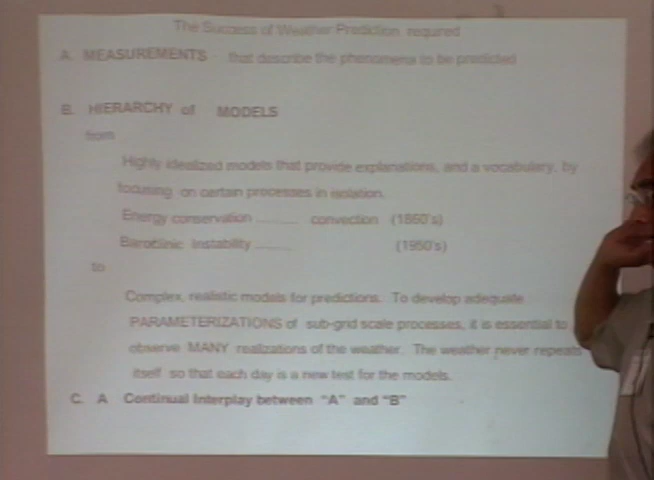 The Success of Weather Prediction required
A. MEASUREMENTS that describe the phenomena to be predicted
B. HIERARCHY of MODELS
from
Highly idealized models that provide explanations, and a vocabulary, by
focusing on certain processes in isolation.
Energy conservation ........... convection (1860's)
Baroclinic instability .......... (1950's)
to
Complex, realistic models for predictions. To develop adequate
PARAMETERIZATIONS of sub-grid scale processes, it is essential to
observe MANY realizations of the weather. The weather never repeats
itself so that each day is a new test for the models.
C. A Continual Interplay between "A" and "B"